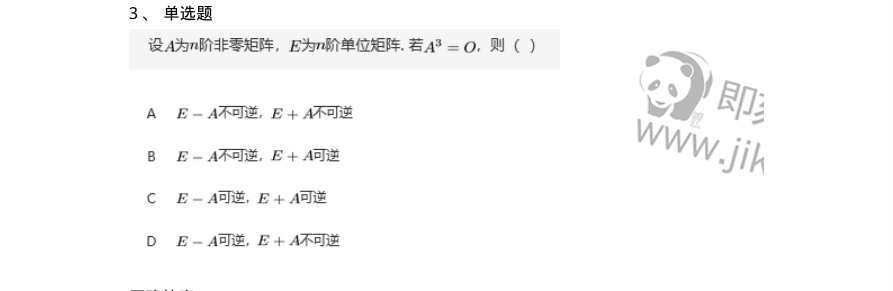 3 、 单选题
设A为n阶非零矩阵，E为n阶单位矩阵. 若A³ = O，则（ ）
A E − A不可逆，E + A不可逆
B E − A不可逆，E + A可逆
C E − A可逆，E + A可逆
D E − A可逆，E + A不可逆
即
www.jik